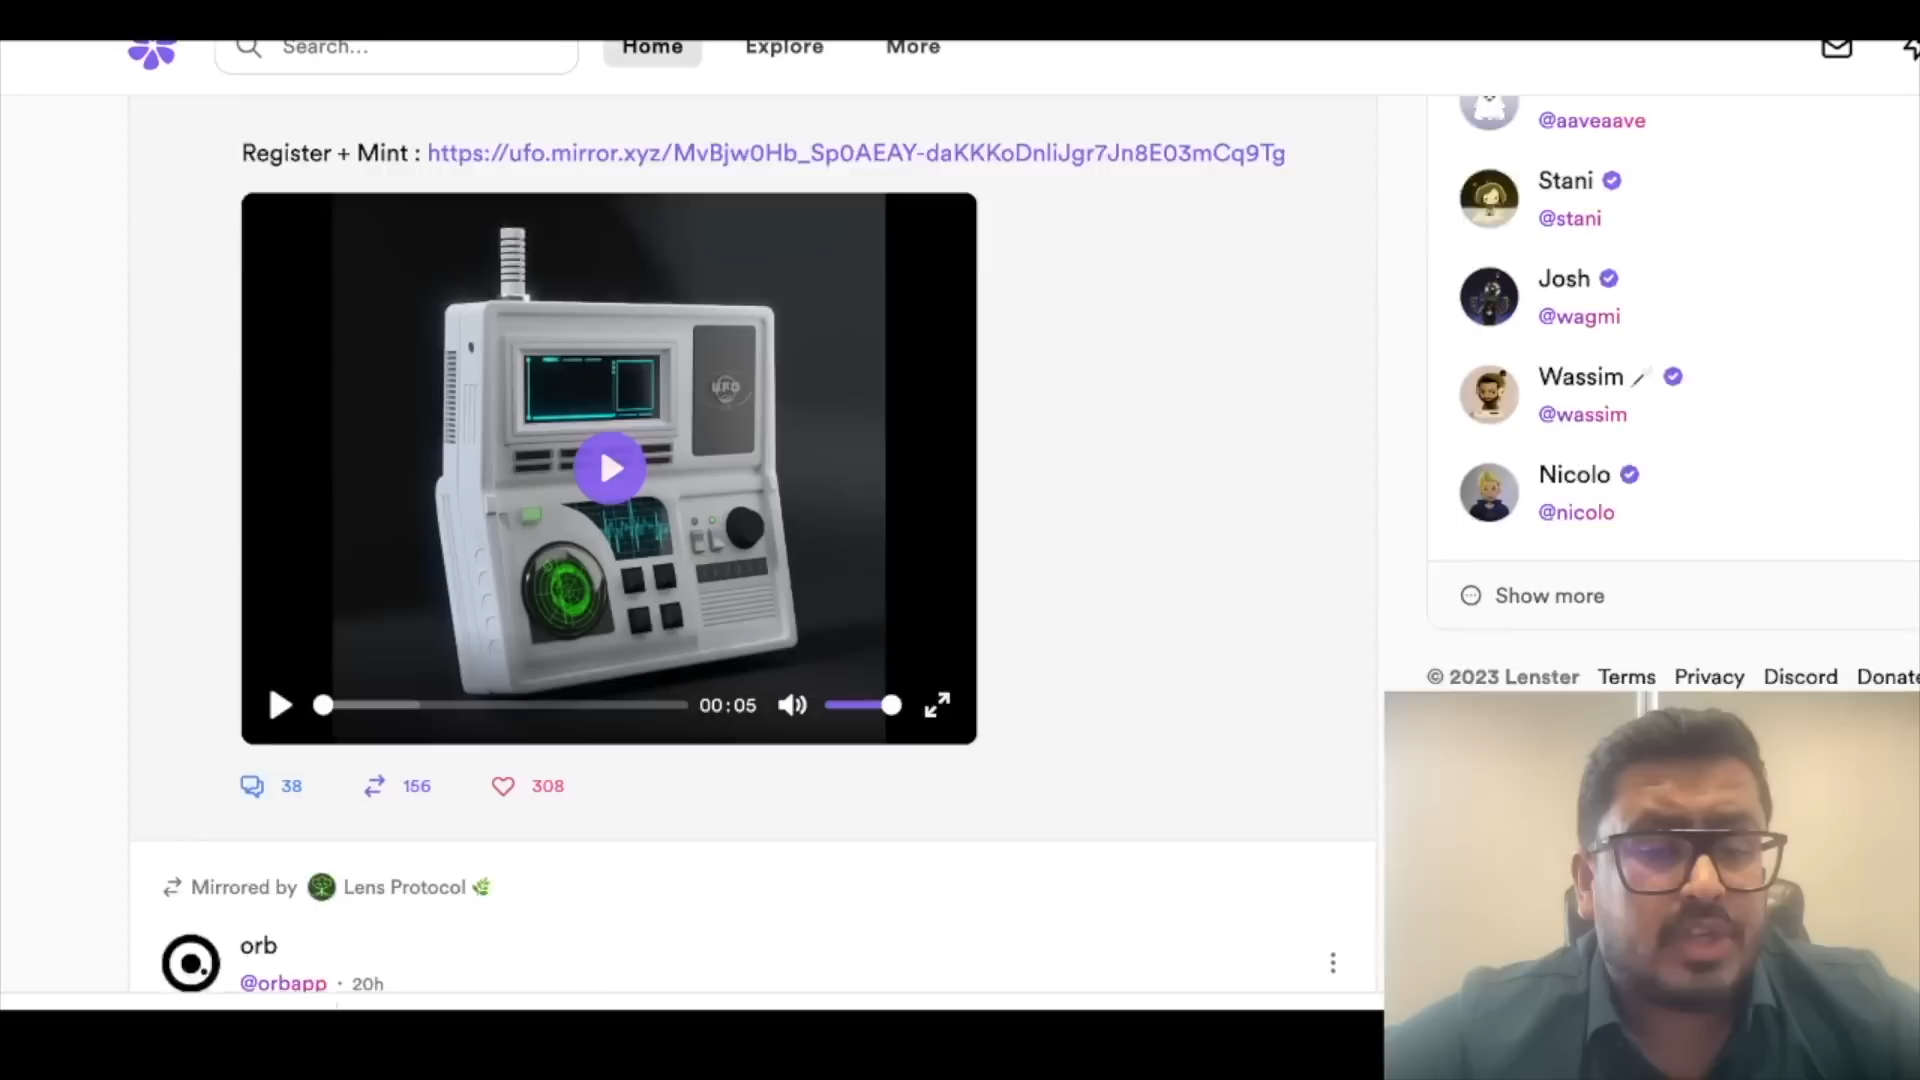 Search...
Home
Explore
More
Register + Mint : https://ufo.mirror.xyz/MvBjw0Hb_Sp0AEAY-daKKKoDnliJgr7Jn8E03mCq9Tg
UFO
00:05
38
156
308
Mirrored by Lens Protocol
orb
@orbapp · 20h
@aaveaave
Stani
@stani
Josh
@wagmi
Wassim
@wassim
Nicolo
@nicolo
Show more
© 2023 Lenster Terms Privacy Discord Donate